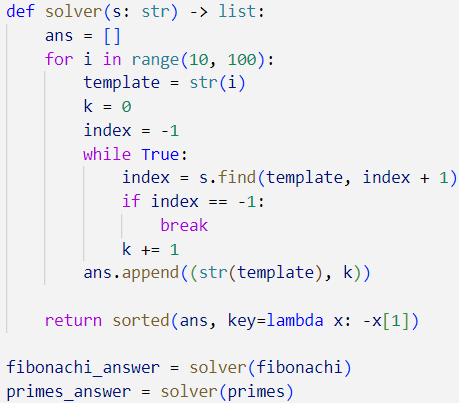 def solver(s: str) -> list:
    ans = []
    for i in range(10, 100):
        template = str(i)
        k = 0
        index = -1
        while True:
            index = s.find(template, index + 1)
            if index == -1:
                break
            k += 1
        ans.append((str(template), k))

    return sorted(ans, key=lambda x: -x[1])

fibonachi_answer = solver(fibonachi)
primes_answer = solver(primes)